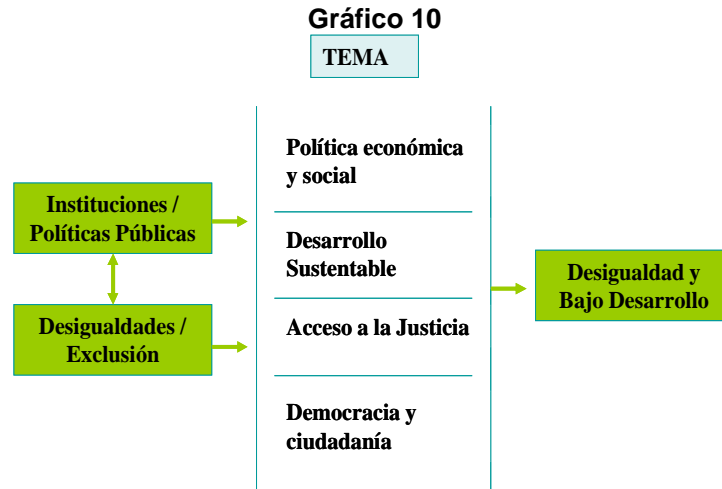 Gráfico 10
TEMA
Política económica
y social
Instituciones /
Políticas Públicas
Desarrollo
Sustentable
Desigualdad y
Bajo Desarrollo
Desigualdades /
Exclusión
Acceso a la Justicia
Democracia y
ciudadanía